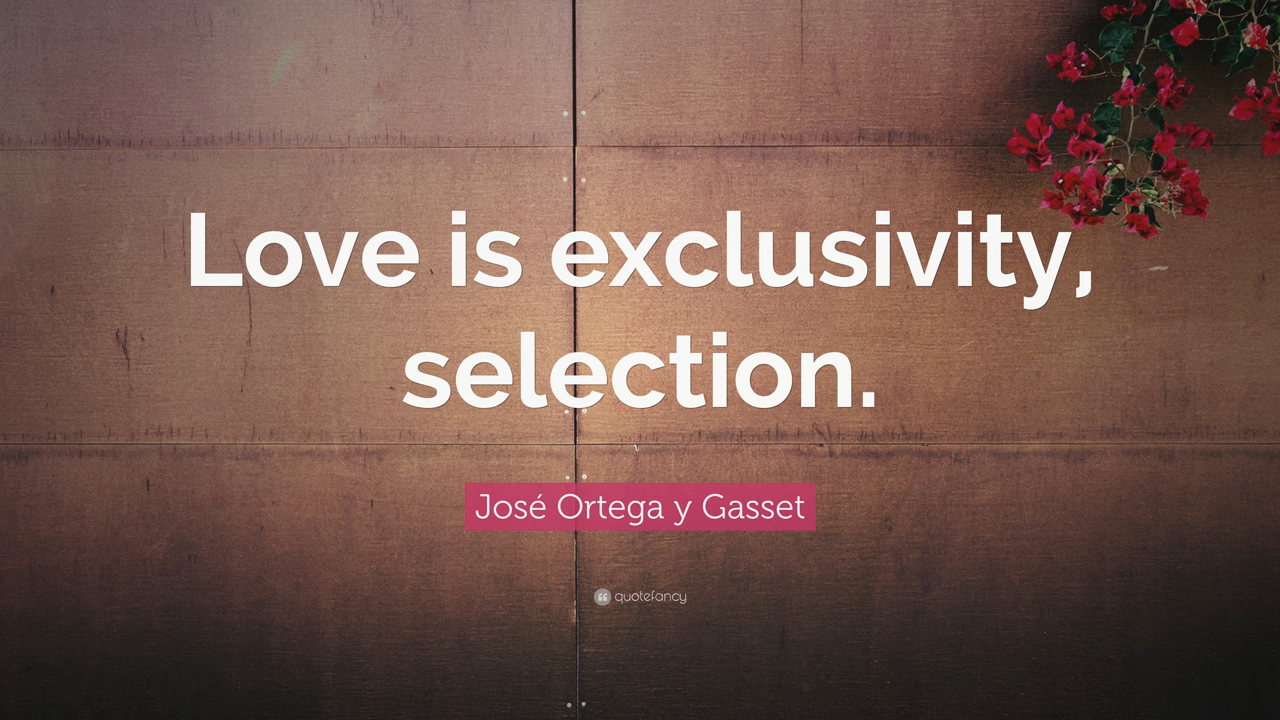 Love is exclusivity,
selection.
José Ortega y Gasset
quotefancy